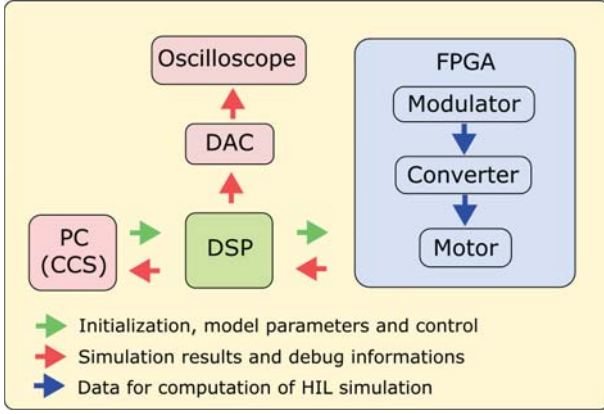 Oscilloscope
DAC
PC
(CCS)
DSP
FPGA
Modulator
Converter
Motor
Initialization, model parameters and control
Simulation results and debug informations
Data for computation of HIL simulation